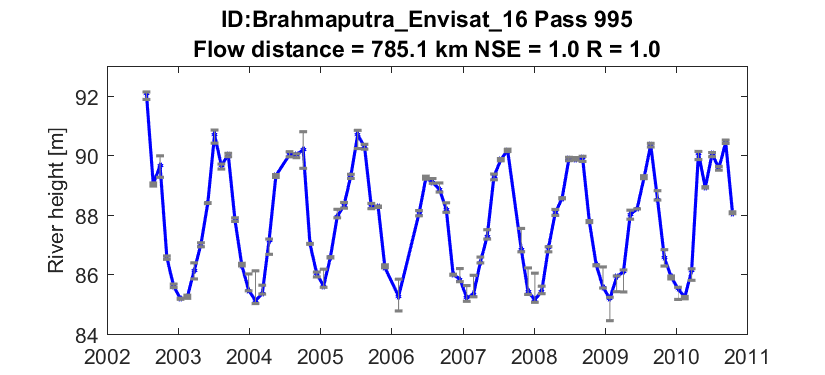 ID:Brahmaputra_Envisat_16 Pass 995
Flow distance = 785.1 km NSE = 1.0 R = 1.0
River height [m]
92
90
88
86
84
2002 2003 2004 2005 2006 2007 2008 2009 2010 2011